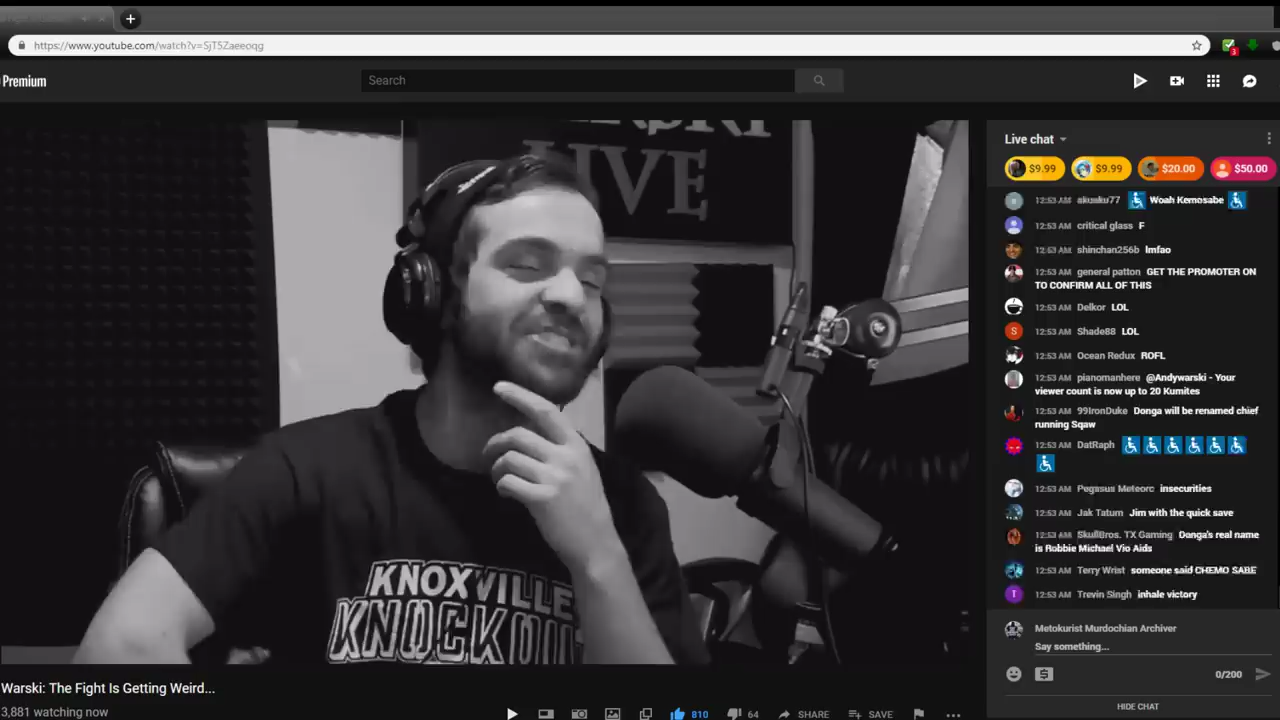 https://www.youtube.com/watch?v=SjT5Zaeeoqg
Premium
Search
LIVE
KNOXVILLE
KNOCKOU
Live chat
$9.99 $9.99 $20.00 $50.00
12:53 AM akuaku77 Woah Kemosabe
12:53 AM critical glass F
12:53 AM shinchan256b lmfao
12:53 AM general patton GET THE PROMOTER ON
TO CONFIRM ALL OF THIS
12:53 AM Delkor LOL
S 12:53 AM Shade88 LOL
12:53 AM Ocean Redux ROFL
12:53 AM pianomanhere @Andywarski - Your
viewer count is now up to 20 Kumites
12:53 AM 99IronDuke Donga will be renamed chief
running Sqaw
12:53 AM DatRaph
12:53 AM Pegasus Meteorc insecurities
12:53 AM Jak Tatum Jim with the quick save
12:53 AM SkullBros. TX Gaming Donga's real name
is Robbie Michael Vio Aids
12:53 AM Terry Wrist someone said CHEMO SABE
T 12:53 AM Trevin Singh inhale victory
Metokurist Murdochian Archiver
Say something...
0/200
HIDE CHAT
Warski: The Fight Is Getting Weird...
3,881 watching now
810 64 SHARE SAVE